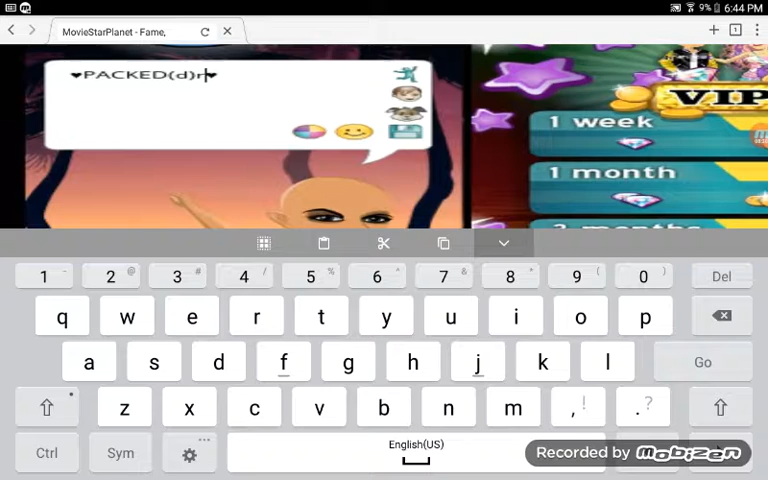 9% 6:44 PM
MovieStarPlanet - Fame,
1
♥PACKED(d)r♥
VIP
1 week
1 month
1 - 2 @ 3 # 4 / 5 % 6 ^ 7 & 8 * 9 ( 0 ) Del
q w e r t y u i o p
a s d f g h j k l Go
z x c v b n m , ! . ?
Ctrl Sym English(US)
Recorded by mobizen